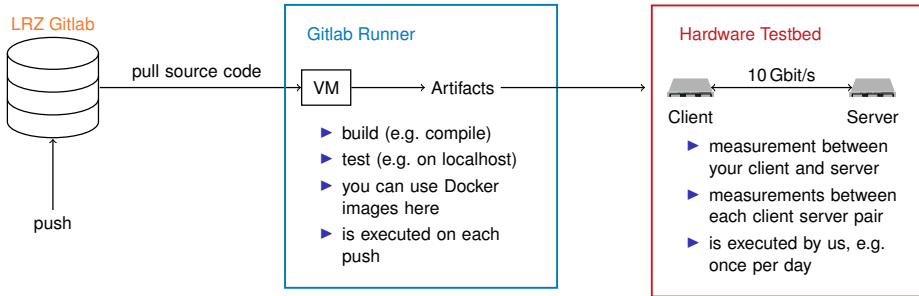 LRZ Gitlab
push
pull source code
Gitlab Runner
VM
Artifacts
build (e.g. compile)
test (e.g. on localhost)
you can use Docker
images here
is executed on each
push
Hardware Testbed
10 Gbit/s
Client
Server
measurement between
your client and server
measurements between
each client server pair
is executed by us, e.g.
once per day